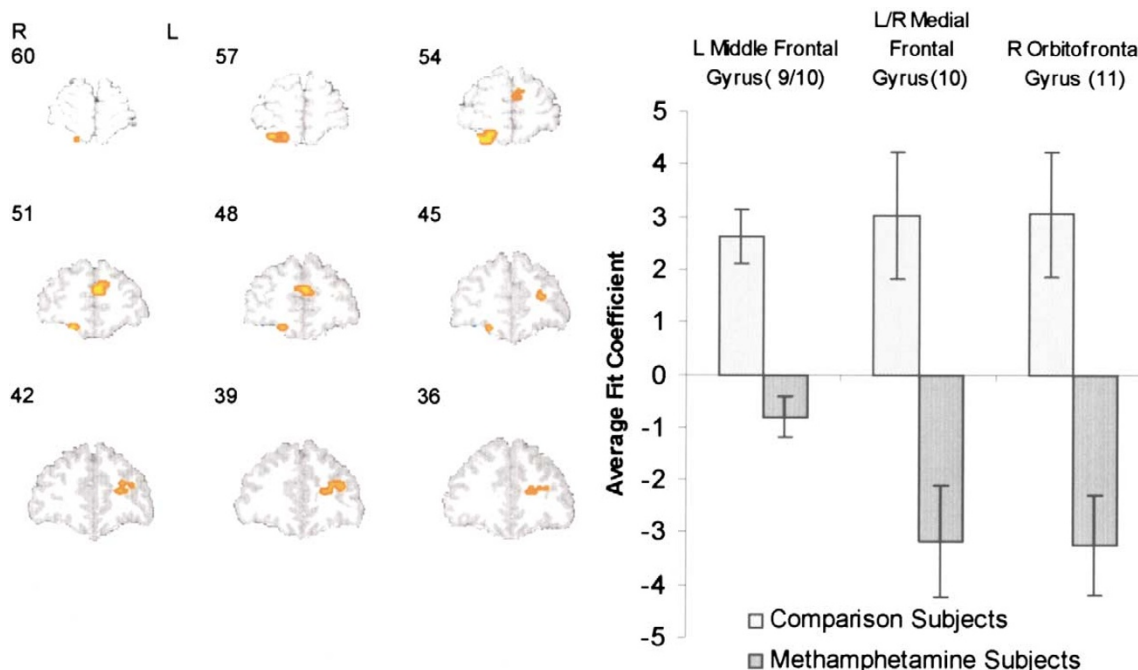 R L
60 57 54
51 48 45
42 39 36
L Middle Frontal
Gyrus( 9/10)
L/R Medial
Frontal
Gyrus(10)
R Orbitofronta
Gyrus (11)
Average Fit Coefficient
5
4
3
2
1
0
-1
-2
-3
-4
-5
Comparison Subjects
Methamphetamine Subjects